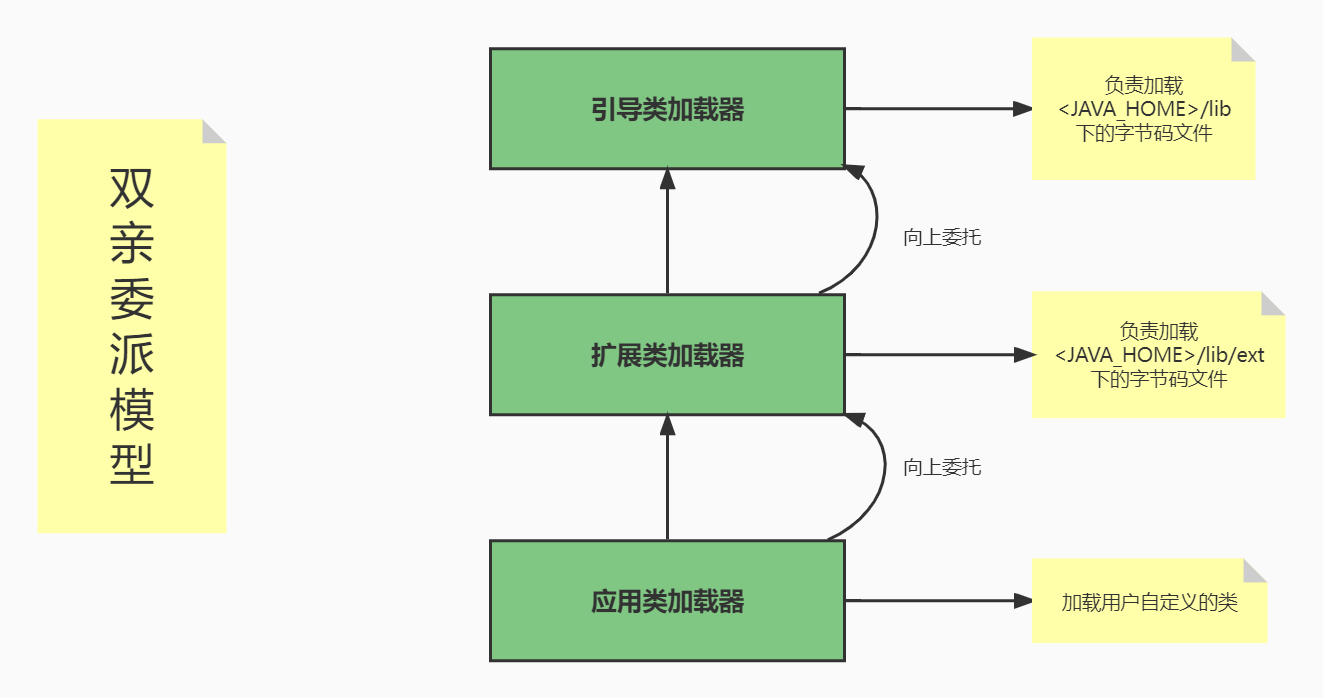 双
亲
委
派
模
型
引导类加载器
负责加载
<JAVA_HOME>/lib
下的字节码文件
向上委托
扩展类加载器
负责加载
<JAVA_HOME>/lib/ext
下的字节码文件
向上委托
应用类加载器
加载用户自定义的类